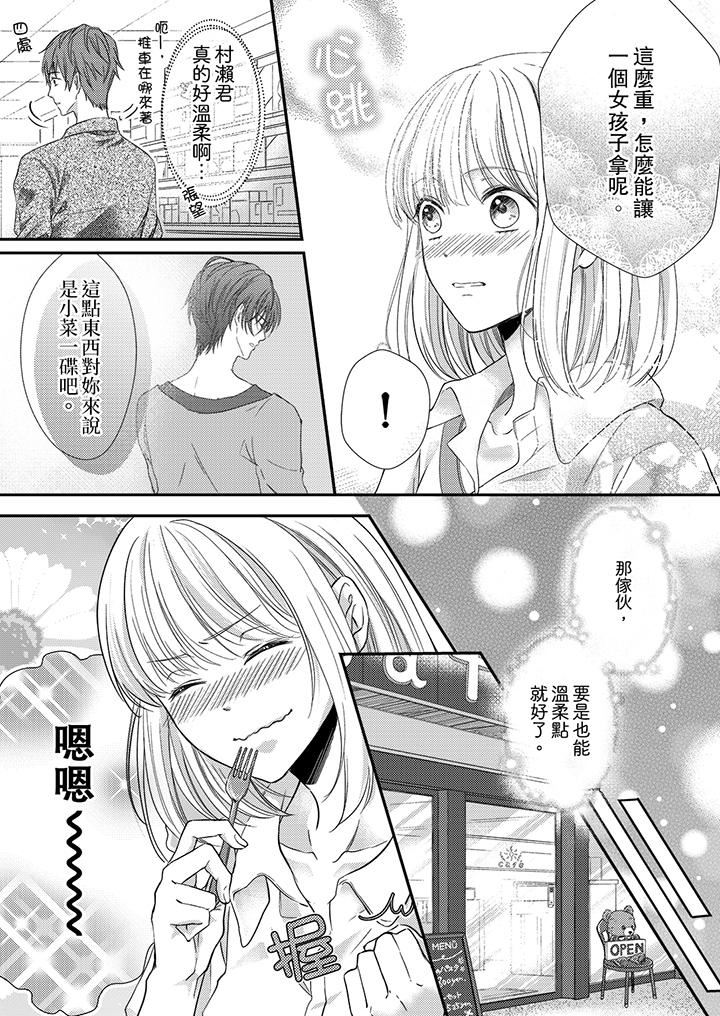 這麼重，怎麼能讓
一個女孩子拿呢。
心跳
！
村瀨君
真的好溫柔啊…
呃—，
推車在哪來著
四處
張望
這點東西對妳來說
是小菜一碟吧。
那傢伙，
要是也能
溫柔點
就好了。
cafe
OPEN
MENU
嗯嗯～
握